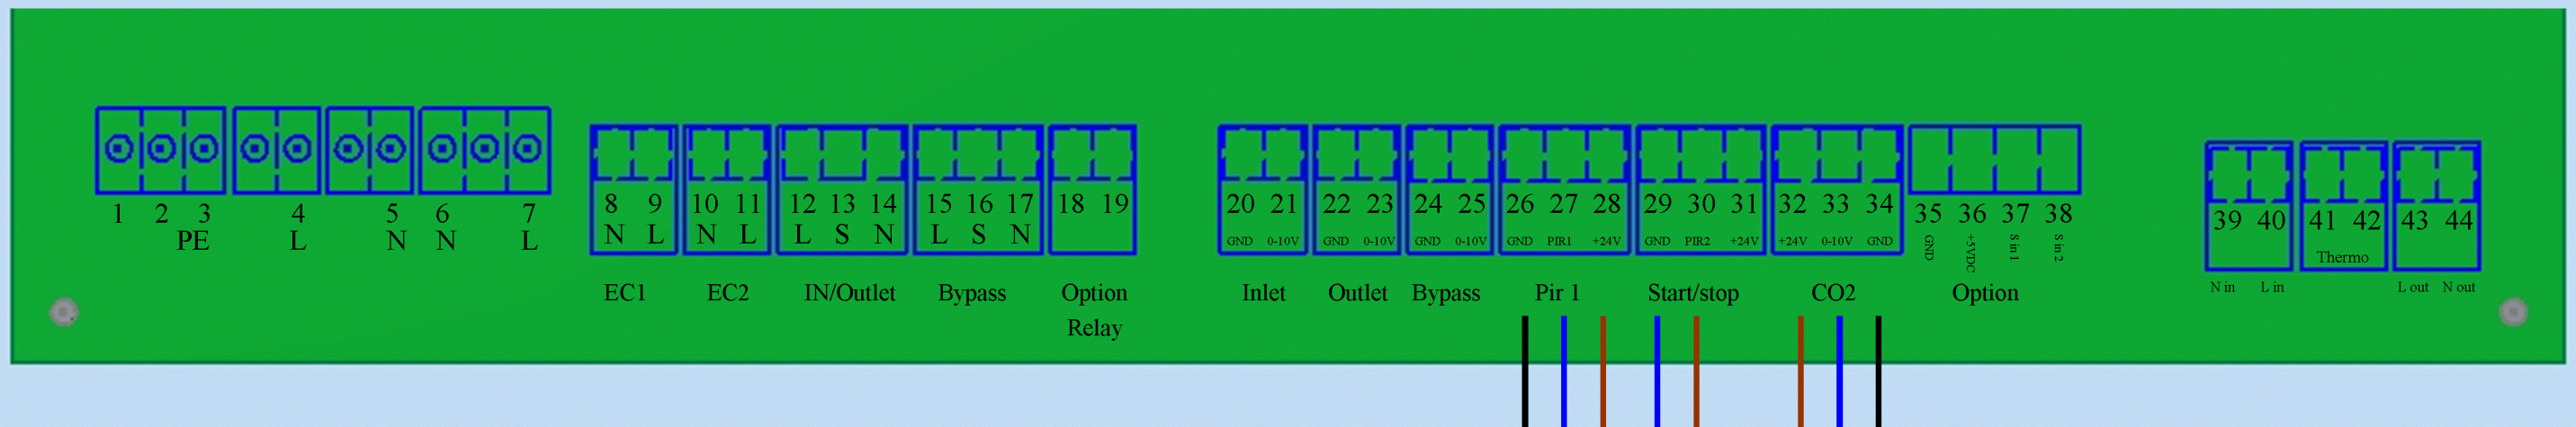 1 2 3 4 5 6 7
PE L N N L
8 9 10 11 12 13 14 15 16 17 18 19
N L N L L S N L S N
EC1 EC2 IN/Outlet Bypass Option
Relay
20 21 22 23 24 25 26 27 28 29 30 31 32 33 34 35 36 37 38
GND 0-10V GND 0-10V GND 0-10V GND PIR1 +24V GND PIR2 +24V +24V 0-10V GND GND +5VDC S in 1 S in 2
Inlet Outlet Bypass Pir 1 Start/stop CO2 Option
39 40 41 42 43 44
Thermo
N in L in L out N out